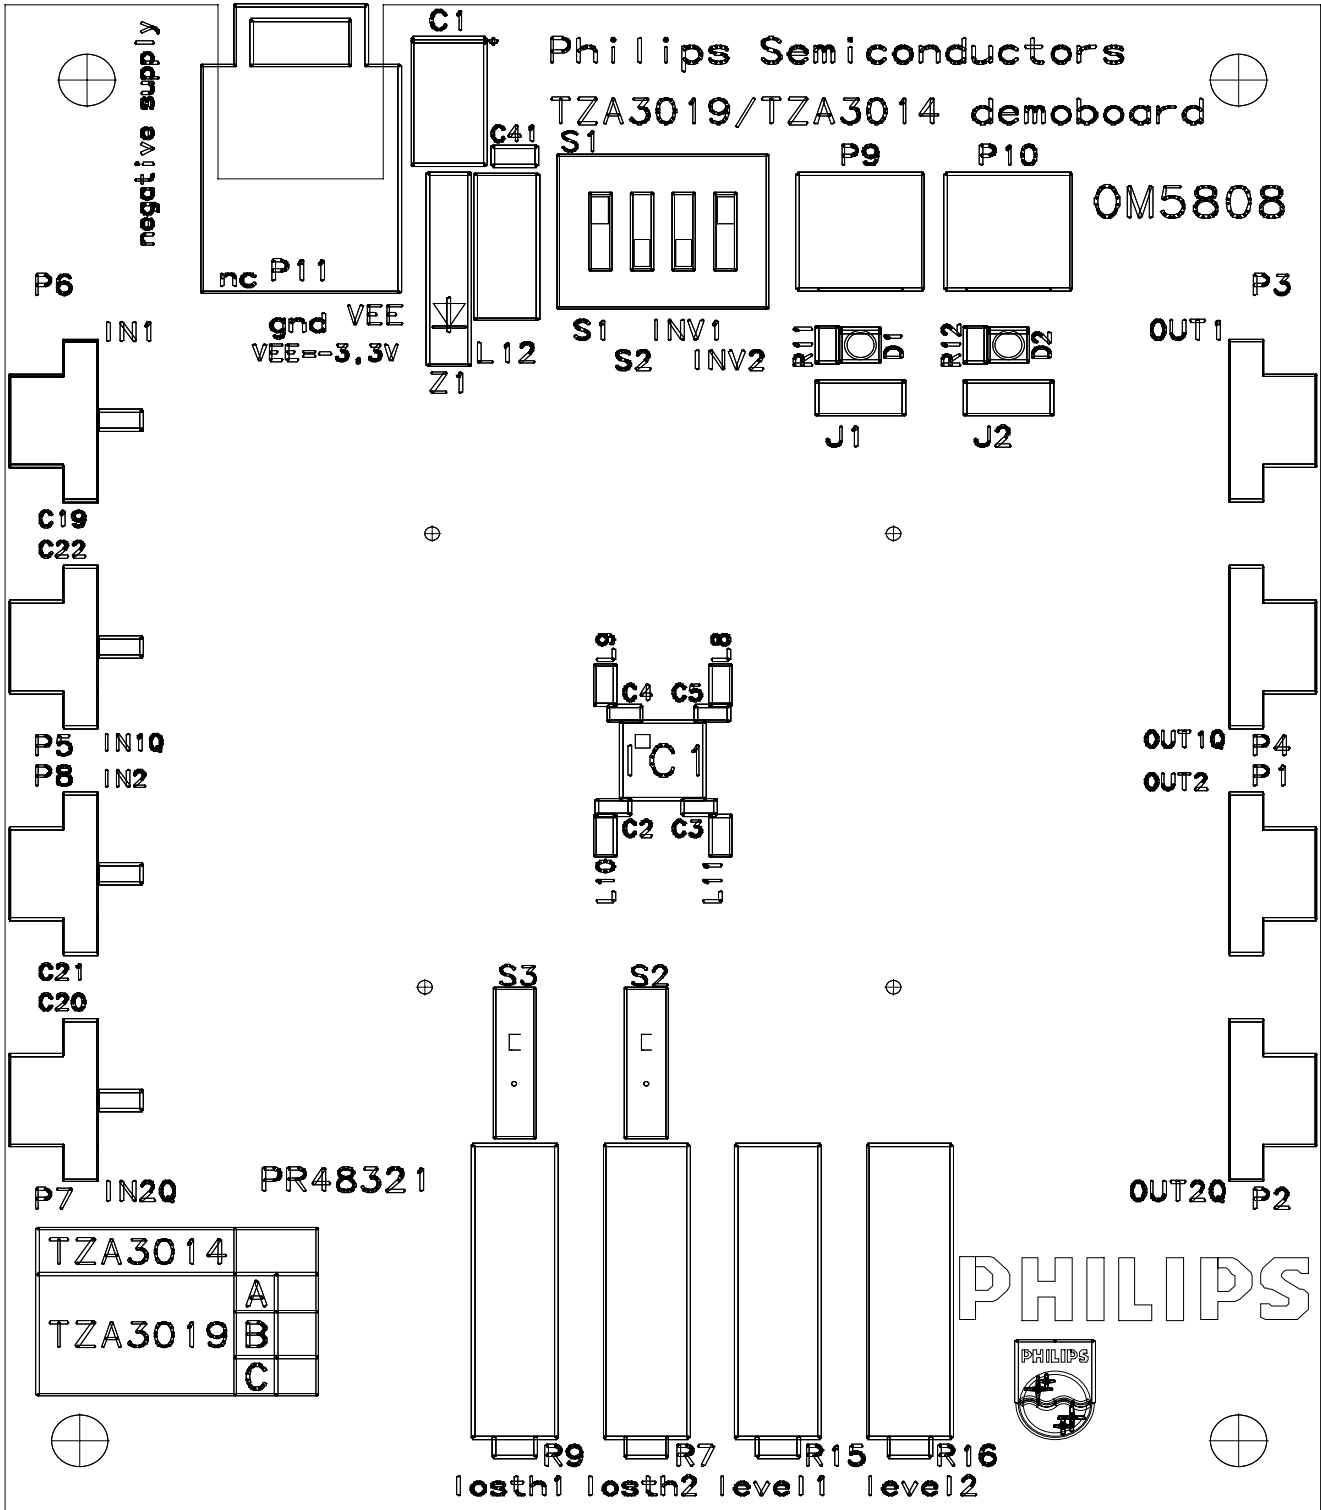 negative supply
C1
Philips Semiconductors
TZA3019/TZA3014 demoboard
C41
S1
P9
P10
OM5808
nc P11
P6
P3
IN1
gnd VEE
VEE=-3.3V
Z1
L12
S1 INV1
S2 INV2
R11
D1
R12
D2
OUT1
J1
J2
C19
C22
L9
L8
C4 C5
IC1
P5 IN1Q
P8 IN2
OUT1Q P4
OUT2 P1
C2 C3
L10
L11
C21
C20
S3
S2
PR48321
P7 IN2Q
OUT2Q P2
TZA3014
TZA3019
A
B
C
PHILIPS
PHILIPS
R9 R7 R15 R16
losth1 losth2 level1 level2